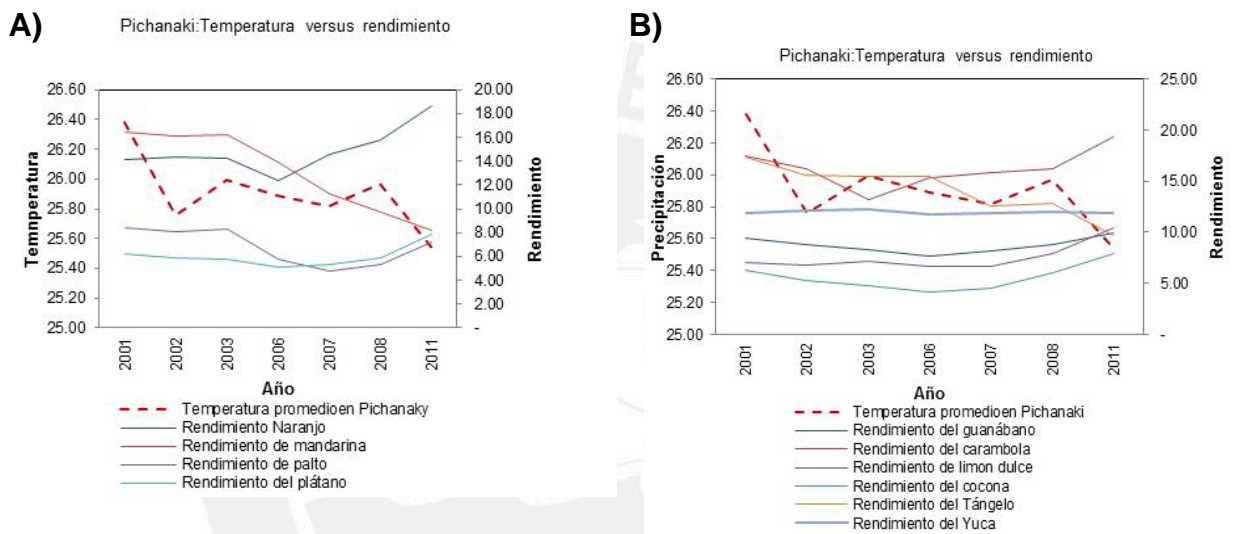 A)
Pichanaki:Temperatura versus rendimiento
Temnperatura
26.60
26.40
26.20
26.00
25.80
25.60
25.40
25.20
25.00
20.00
18.00
16.00
14.00
12.00
10.00
8.00
6.00
4.00
2.00
-
Rendimiento
2001
2002
2003
2006
2007
2008
2011
Año
Temperatura promedioen Pichanaky
Rendimiento Naranjo
Rendimiento de mandarina
Rendimiento de palto
Rendimiento del plátano
B)
Pichanaki:Temperatura versus rendimiento
Precipitación
26.60
26.40
26.20
26.00
25.80
25.60
25.40
25.20
25.00
25.00
20.00
15.00
10.00
5.00
-
Rendimiento
2001
2002
2003
2006
2007
2008
2011
Año
Temperatura promedioen Pichanaki
Rendimiento del guanábano
Rendimiento del carambola
Rendimiento de limon dulce
Rendimiento del cocona
Rendimiento del Tángelo
Rendimiento del Yuca